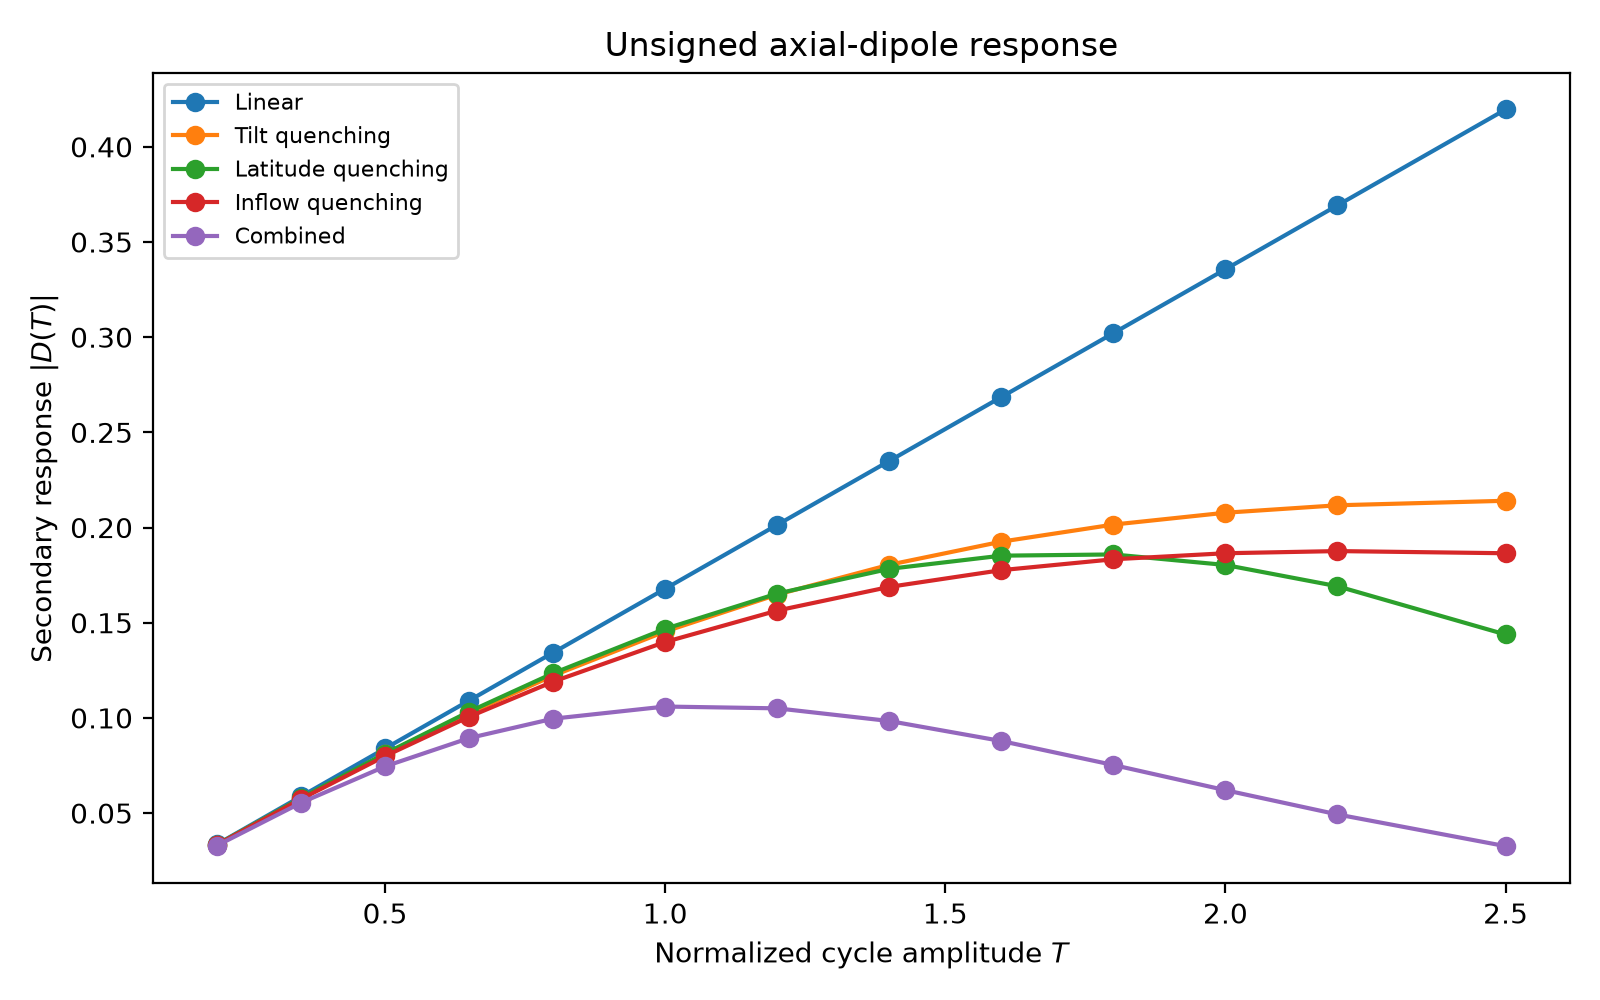 Unsigned axial-dipole response
Linear
Tilt quenching
Latitude quenching
Inflow quenching
Combined
Secondary response |D(T)|
0.40
0.35
0.30
0.25
0.20
0.15
0.10
0.05
0.5 1.0 1.5 2.0 2.5
Normalized cycle amplitude T